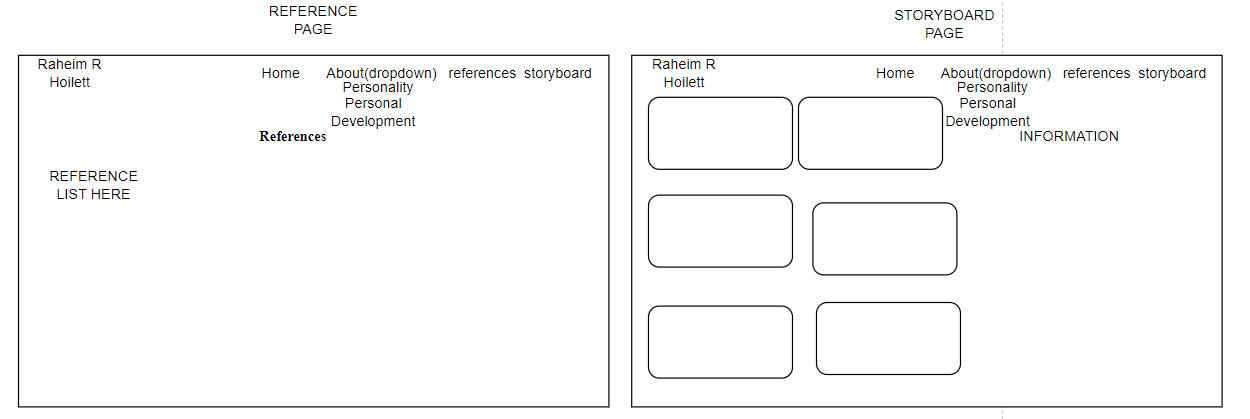 REFERENCE
PAGE
Raheim R
Hoilett
Home About(dropdown) references storyboard
Personality
Personal
Development
References
REFERENCE
LIST HERE
STORYBOARD
PAGE
Raheim R
Hoilett
Home About(dropdown) references storyboard
Personality
Personal
Development
INFORMATION